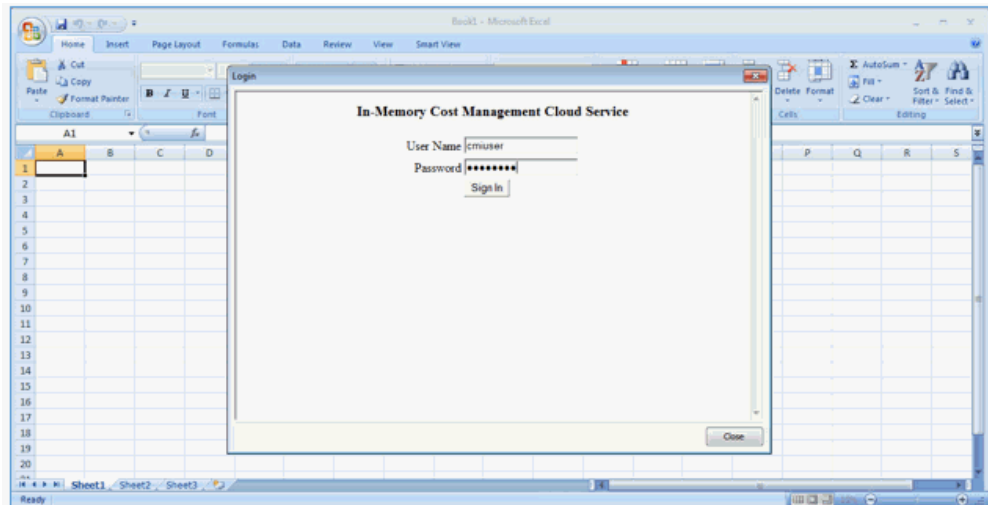 Book1 - Microsoft Excel
Home Insert Page Layout Formulas Data Review View Smart View
Cut
Copy
Format Painter
Paste
Clipboard
B I U
Font
Delete Format
Cells
Σ AutoSum
Fill
Clear
Sort & Filter
Find & Select
Editing
A1
fx
A B C D P Q R S
1
2
3
4
5
6
7
8
9
10
11
12
13
14
15
16
17
18
19
20
Login
In-Memory Cost Management Cloud Service
User Name cmiuser
Password ••••••••
Sign In
Close
Sheet1 Sheet2 Sheet3
Ready